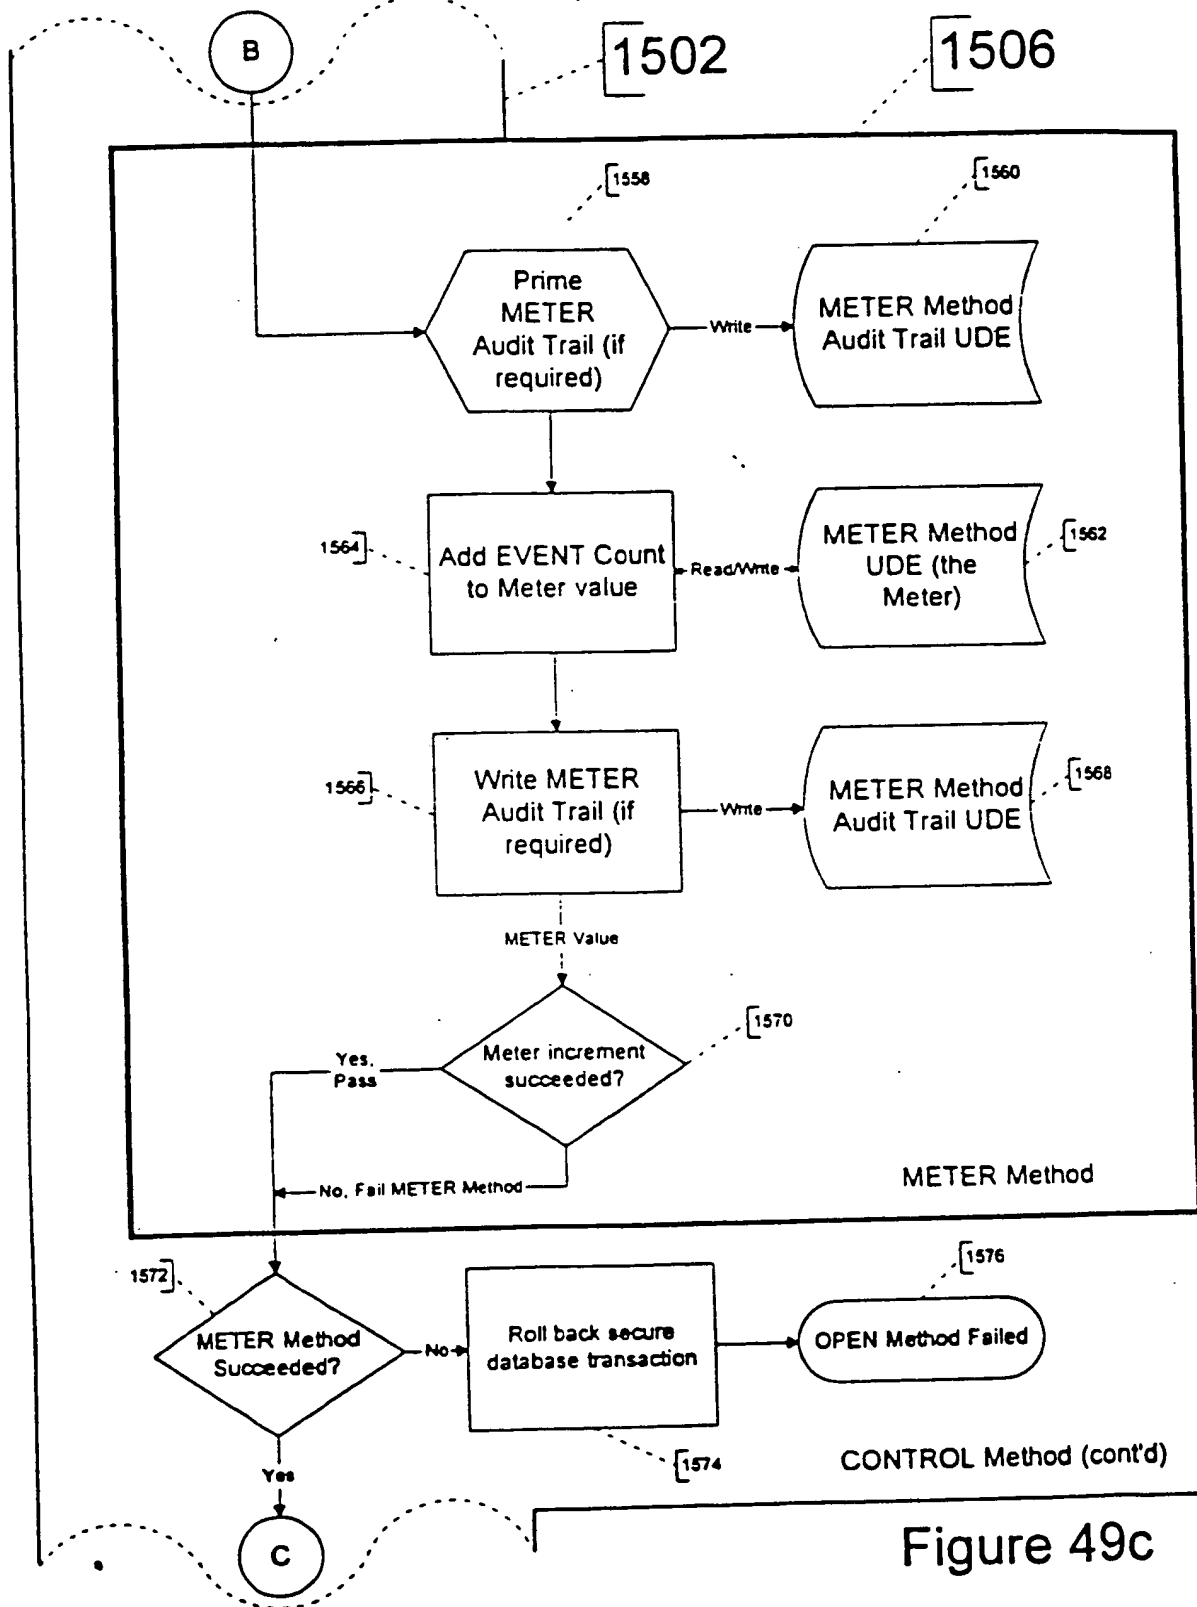 B
1502
1506
1558
1560
Prime
METER
Audit Trail (if
required)
Write
METER Method
Audit Trail UDE
1564
Add EVENT Count
to Meter value
Read/Write
METER Method
UDE (the
Meter)
1562
1566
Write METER
Audit Trail (if
required)
Write
METER Method
Audit Trail UDE
1568
METER Value
1570
Meter increment
succeeded?
Yes,
Pass
No, Fail METER Method
METER Method
1572
METER Method
Succeeded?
No
Roll back secure
database transaction
1576
OPEN Method Failed
1574
Yes
CONTROL Method (cont'd)
C
Figure 49c